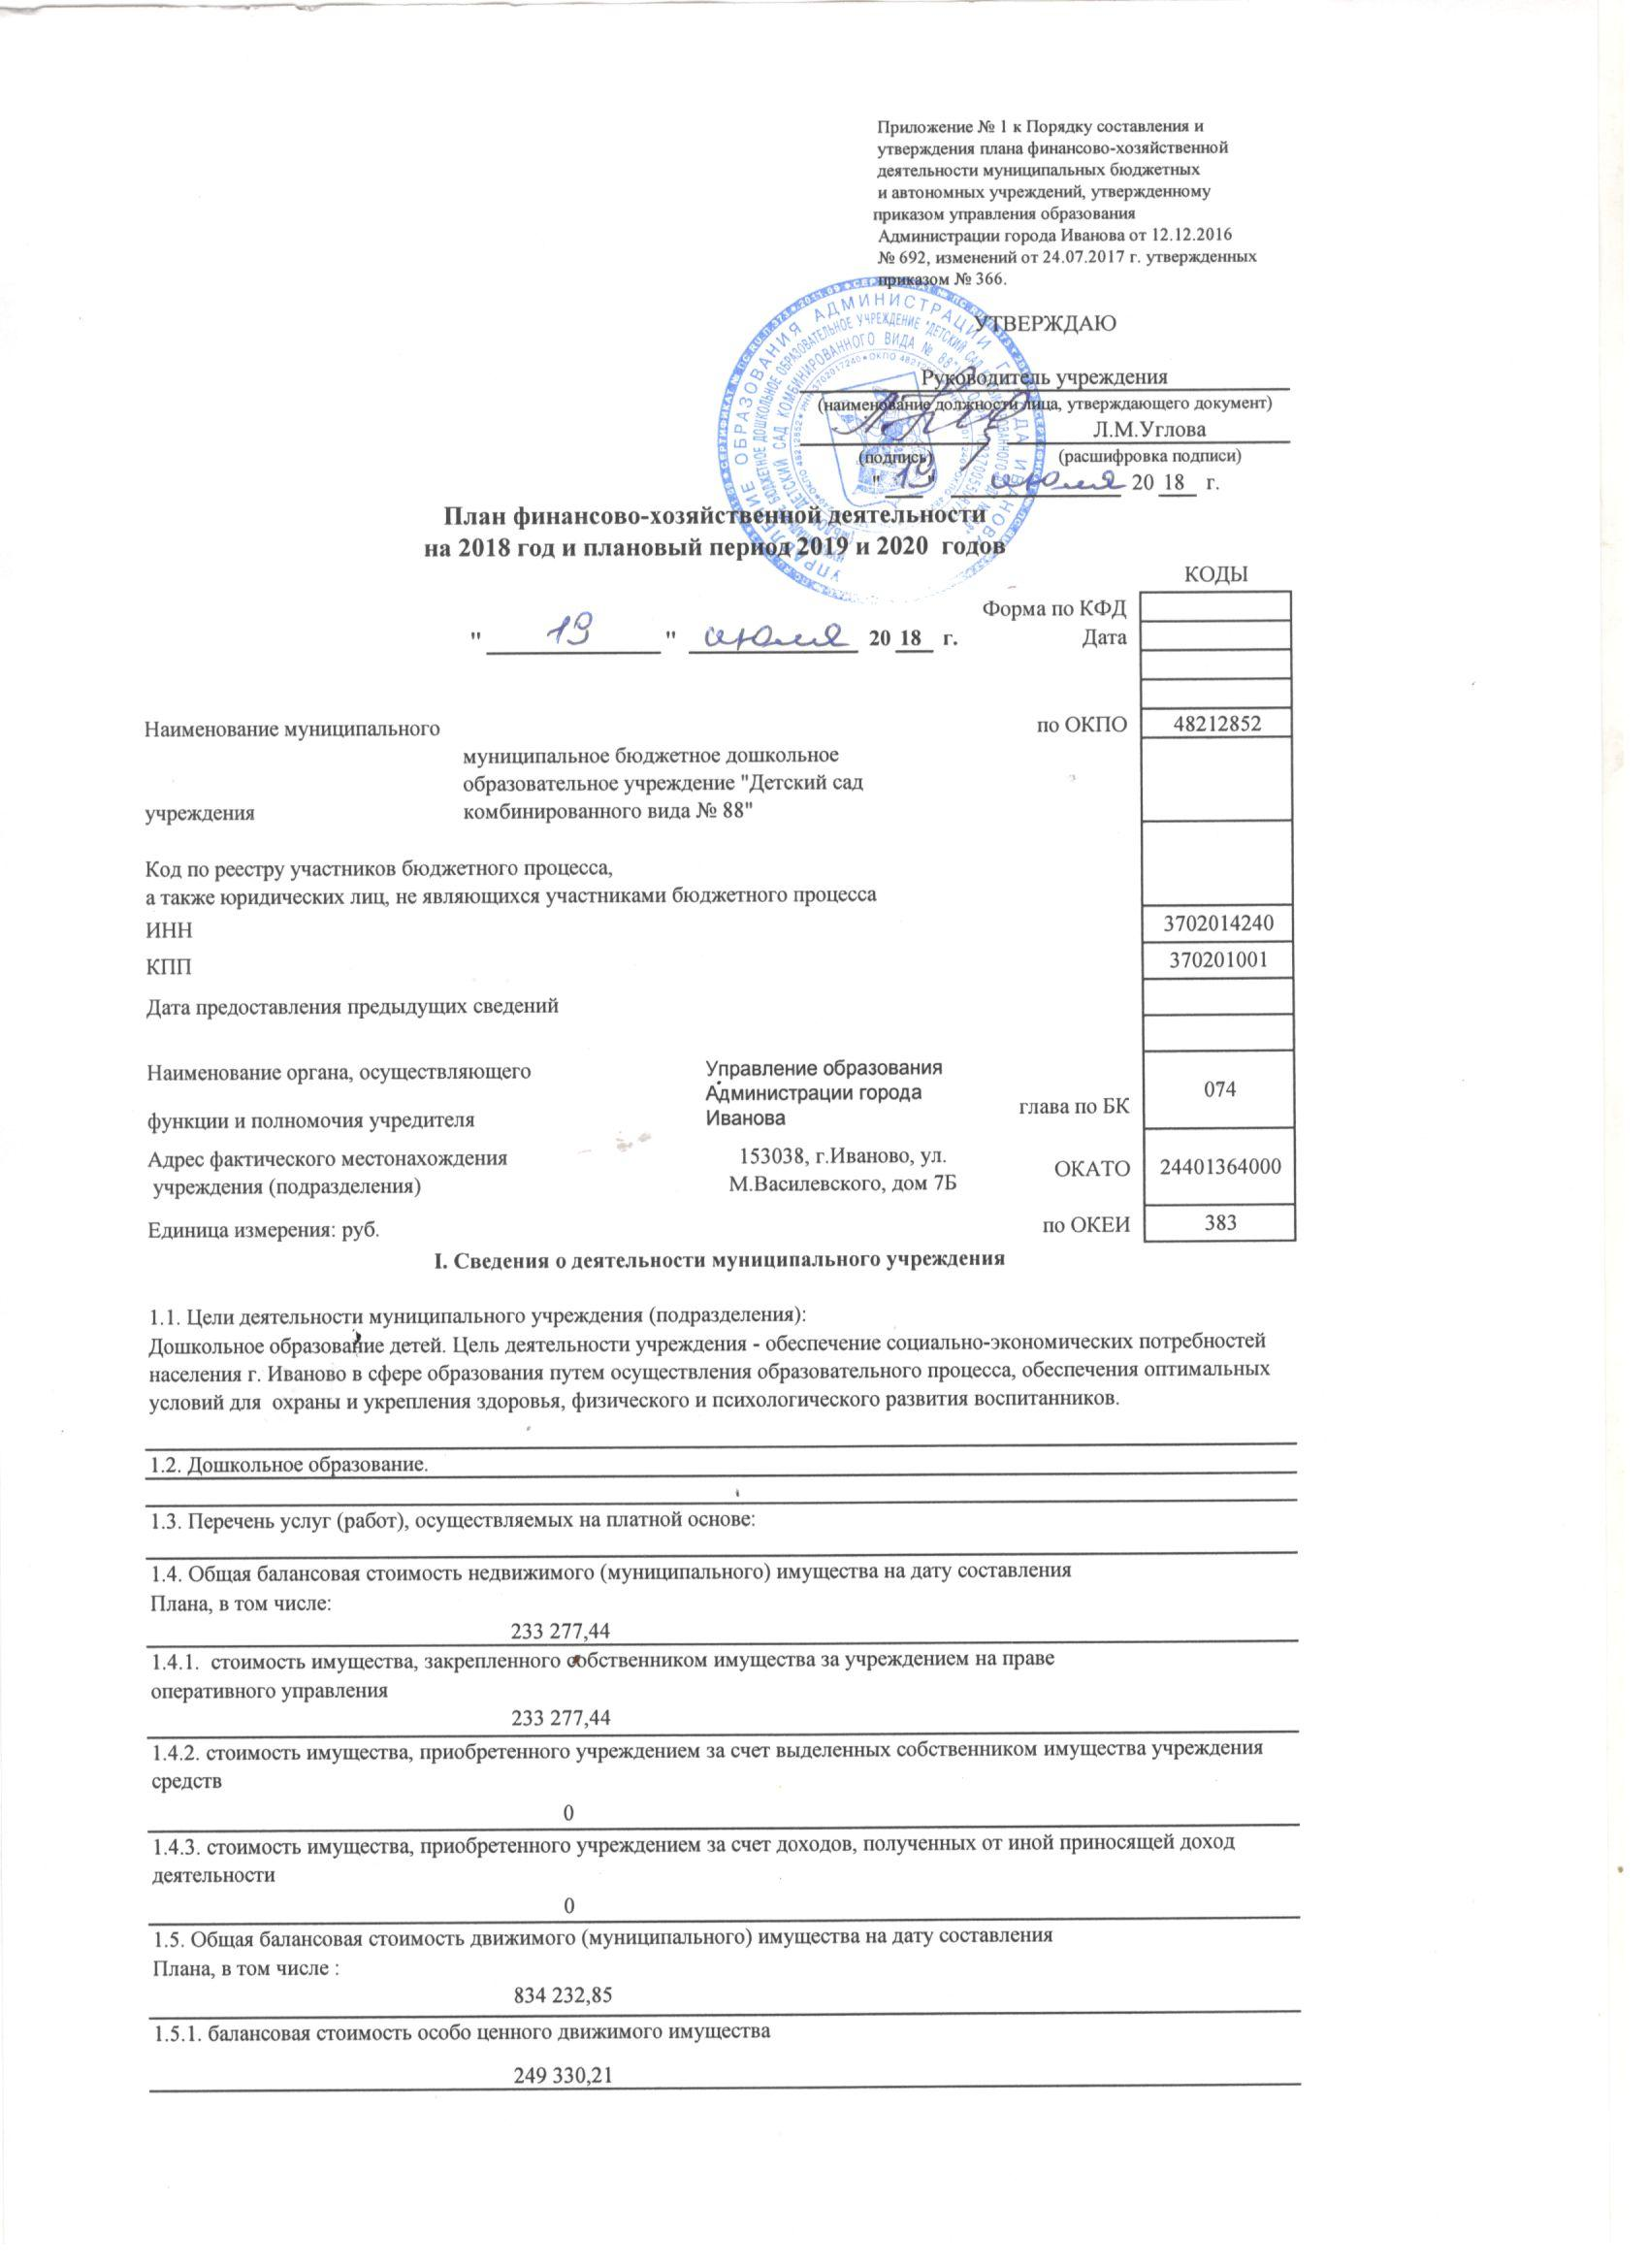 Приложение № 1 к Порядку составления и
утверждения плана финансово-хозяйственной
деятельности муниципальных бюджетных
и автономных учреждений, утвержденному
приказом управления образования
Администрации города Иванова от 12.12.2016
№ 692, изменений от 24.07.2017 г. утвержденных
приказом № 366.
УТВЕРЖДАЮ
Руководитель учреждения
(наименование должности лица, утверждающего документ)
Л.М.Углова
(подпись) (расшифровка подписи)
" 19 " июля 20 18 г.
План финансово-хозяйственной деятельности
на 2018 год и плановый период 2019 и 2020 годов
КОДЫ
Форма по КФД
" 19 " июля 20 18 г. Дата
Наименование муниципального по ОКПО 48212852
муниципальное бюджетное дошкольное
образовательное учреждение "Детский сад
учреждения комбинированного вида № 88"
Код по реестру участников бюджетного процесса,
а также юридических лиц, не являющихся участниками бюджетного процесса
ИНН 3702014240
КПП 370201001
Дата предоставления предыдущих сведений
Наименование органа, осуществляющего Управление образования
Администрации города 074
функции и полномочия учредителя Иванова глава по БК
Адрес фактического местонахождения 153038, г.Иваново, ул. ОКАТО 24401364000
учреждения (подразделения) М.Василевского, дом 7Б
Единица измерения: руб. по ОКЕИ 383
I. Сведения о деятельности муниципального учреждения
1.1. Цели деятельности муниципального учреждения (подразделения):
Дошкольное образование детей. Цель деятельности учреждения - обеспечение социально-экономических потребностей
населения г. Иваново в сфере образования путем осуществления образовательного процесса, обеспечения оптимальных
условий для охраны и укрепления здоровья, физического и психологического развития воспитанников.
1.2. Дошкольное образование.
1.3. Перечень услуг (работ), осуществляемых на платной основе:
1.4. Общая балансовая стоимость недвижимого (муниципального) имущества на дату составления
Плана, в том числе:
233 277,44
1.4.1. стоимость имущества, закрепленного собственником имущества за учреждением на праве
оперативного управления
233 277,44
1.4.2. стоимость имущества, приобретенного учреждением за счет выделенных собственником имущества учреждения
средств
0
1.4.3. стоимость имущества, приобретенного учреждением за счет доходов, полученных от иной приносящей доход
деятельности
0
1.5. Общая балансовая стоимость движимого (муниципального) имущества на дату составления
Плана, в том числе :
834 232,85
1.5.1. балансовая стоимость особо ценного движимого имущества
249 330,21